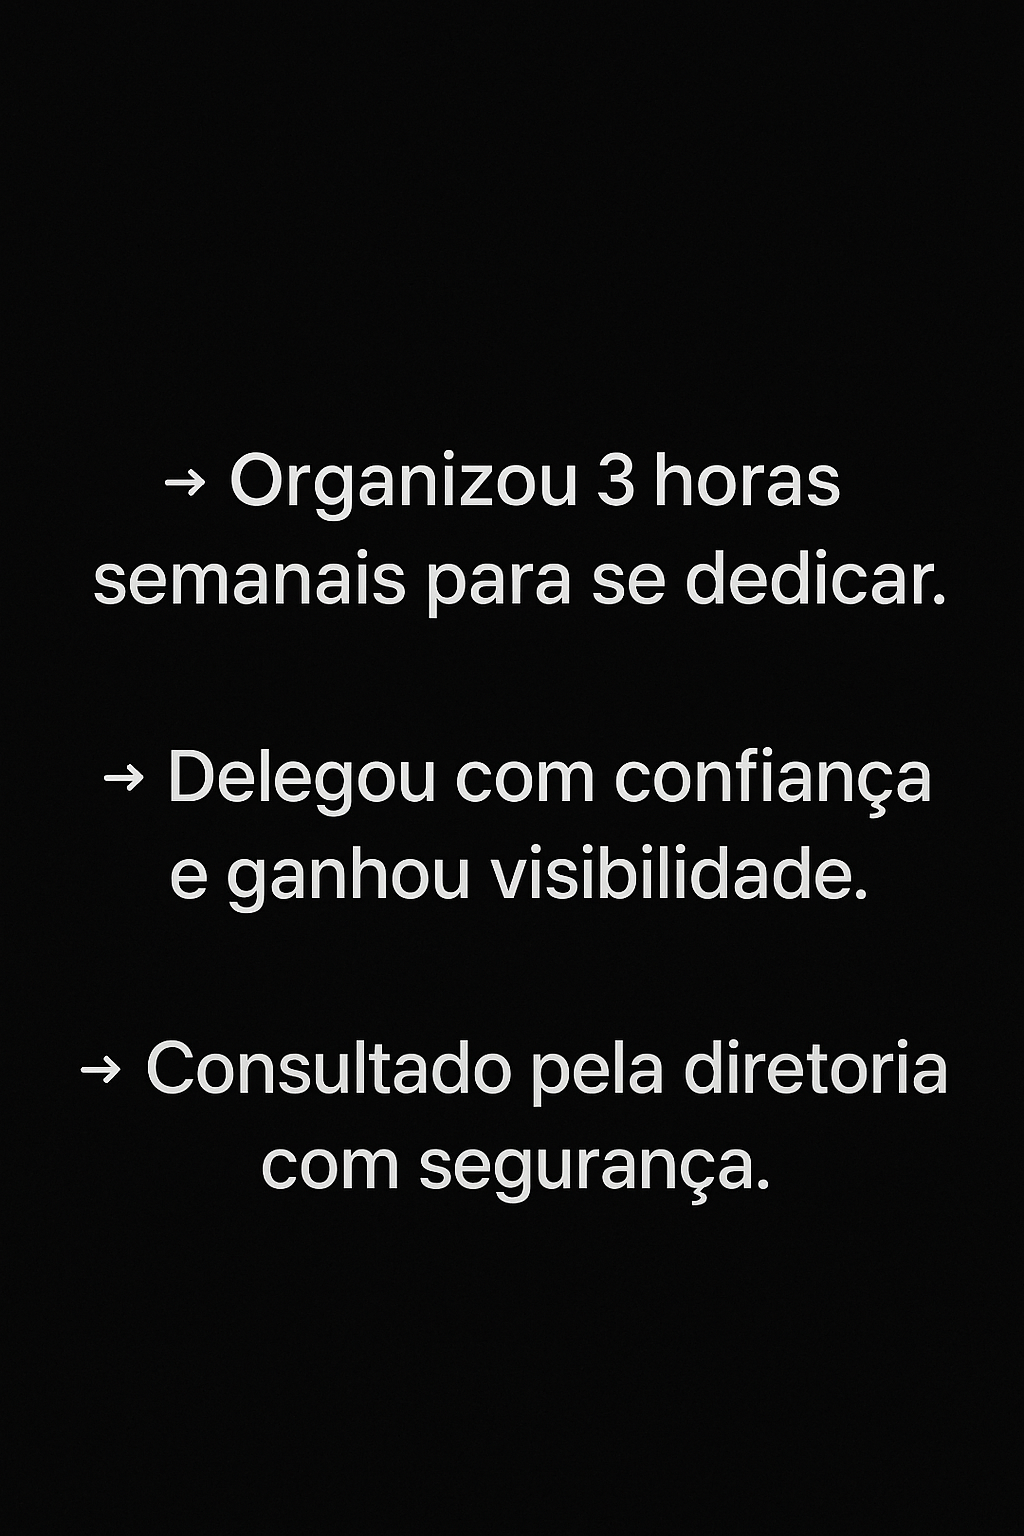 → Organizou 3 horas
semanais para se dedicar.
→ Delegou com confiança
e ganhou visibilidade.
→ Consultado pela diretoria
com segurança.